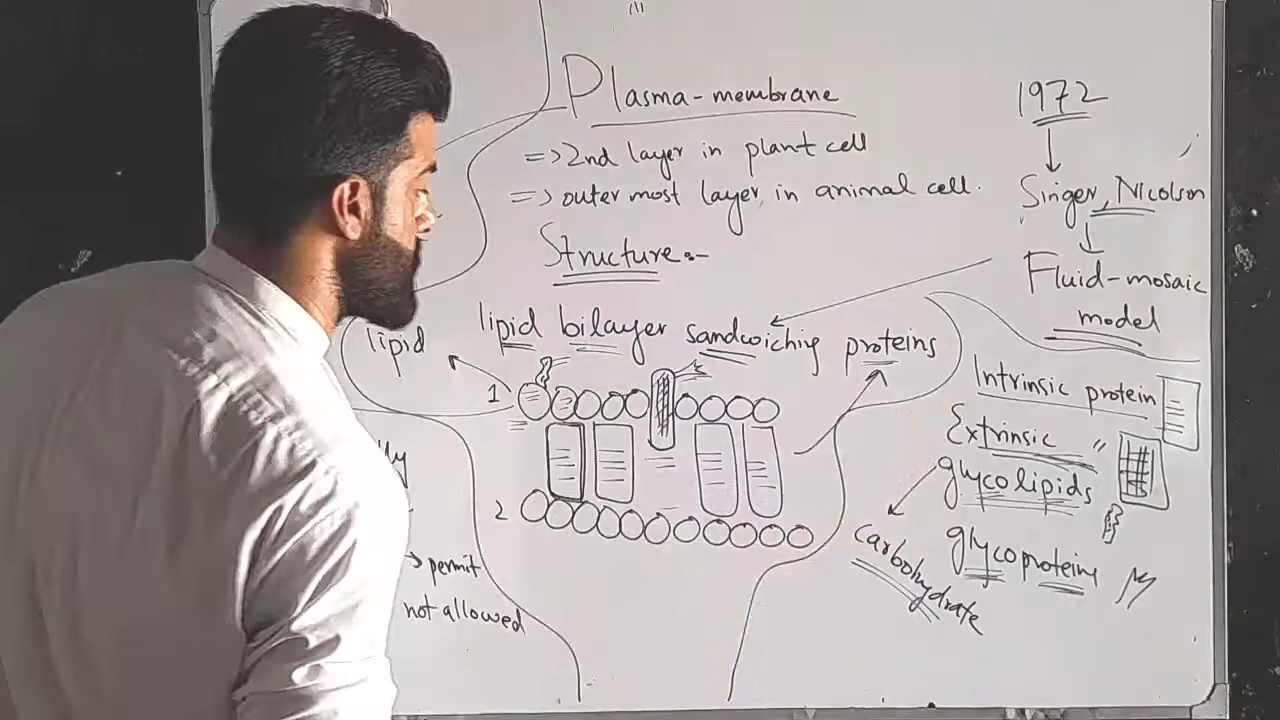 Plasma-membrane
=> 2nd layer in plant cell
=> outer most layer, in animal cell.
Structure:-
lipid bilayer sandwiching proteins
lipid
1
2
permit
not allowed
1972
Singer, Nicolson
Fluid-mosaic
model
Intrinsic protein
Extrinsic "
glycolipids
glycoproteins
carbohydrate